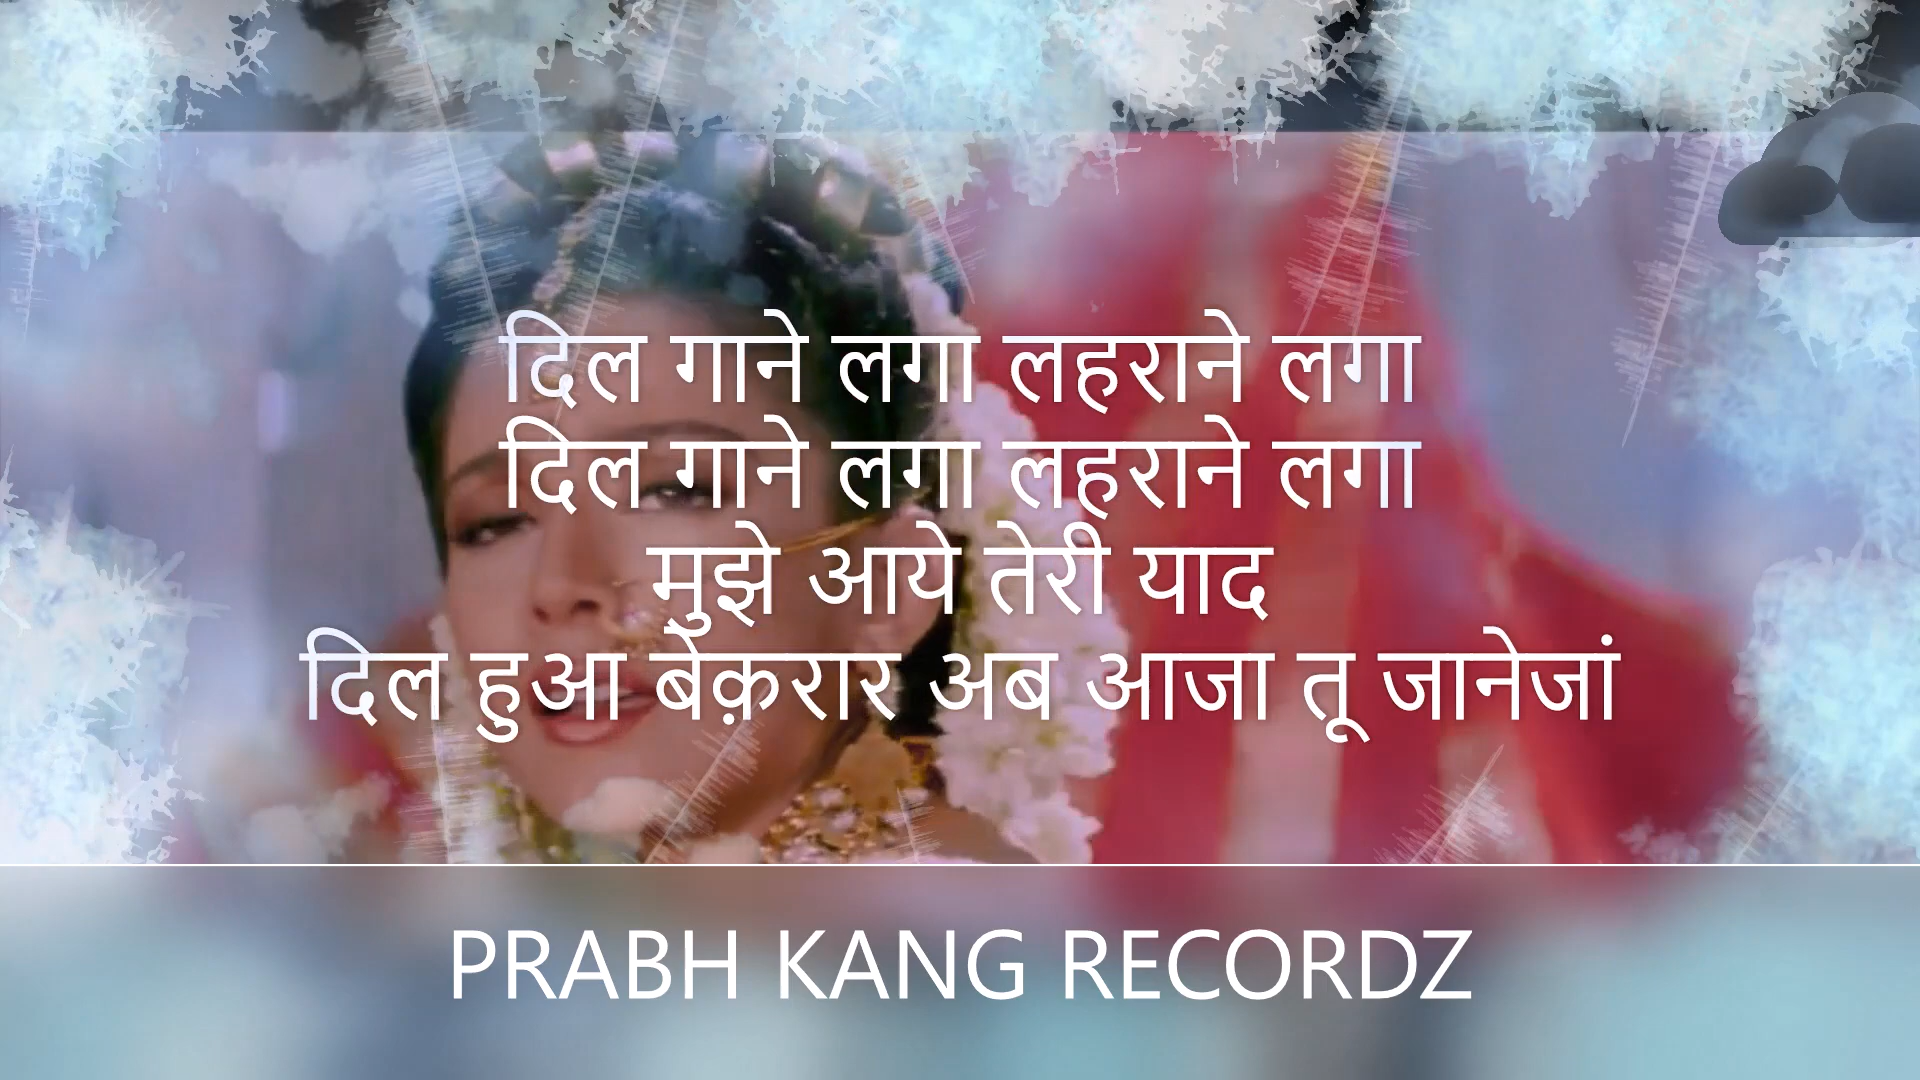 दिल गाने लगा लहराने लगा
दिल गाने लगा लहराने लगा
मुझे आये तेरी याद
दिल हुआ बेक़रार अब आजा तू जानेजां
PRABH KANG RECORDZ